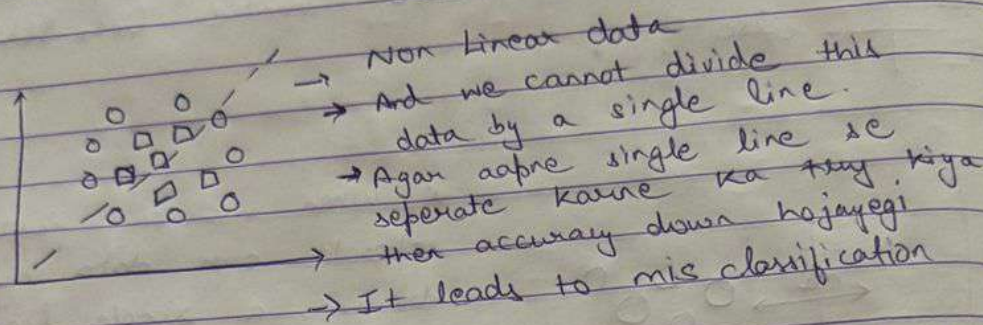 → Non Linear data
→ And we cannot divide this
data by a single line.
→ Agar aapne single line se
seperate karne ka try kiya
then accuracy down hojayegi
→ It leads to mis classification